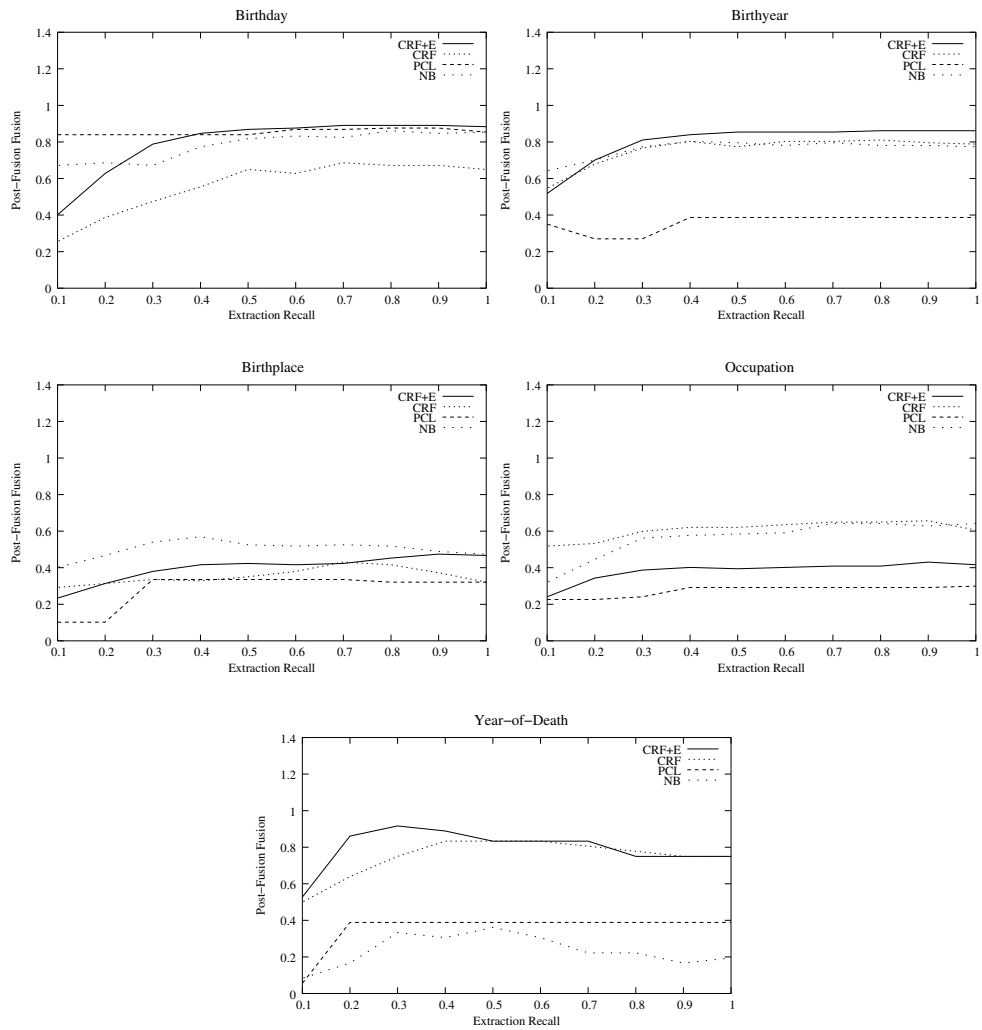 Birthday
1.4
1.2
1
0.8
0.6
0.4
0.2
0
Post−Fusion Fusion
CRF+E
CRF
PCL
NB
0.1 0.2 0.3 0.4 0.5 0.6 0.7 0.8 0.9 1
Extraction Recall
Birthyear
1.4
1.2
1
0.8
0.6
0.4
0.2
0
Post−Fusion Fusion
CRF+E
CRF
PCL
NB
0.1 0.2 0.3 0.4 0.5 0.6 0.7 0.8 0.9 1
Extraction Recall
Birthplace
1.4
1.2
1
0.8
0.6
0.4
0.2
0
Post−Fusion Fusion
CRF+E
CRF
PCL
NB
0.1 0.2 0.3 0.4 0.5 0.6 0.7 0.8 0.9 1
Extraction Recall
Occupation
1.4
1.2
1
0.8
0.6
0.4
0.2
0
Post−Fusion Fusion
CRF+E
CRF
PCL
NB
0.1 0.2 0.3 0.4 0.5 0.6 0.7 0.8 0.9 1
Extraction Recall
Year−of−Death
1.4
1.2
1
0.8
0.6
0.4
0.2
0
Post−Fusion Fusion
CRF+E
CRF
PCL
NB
0.1 0.2 0.3 0.4 0.5 0.6 0.7 0.8 0.9 1
Extraction Recall